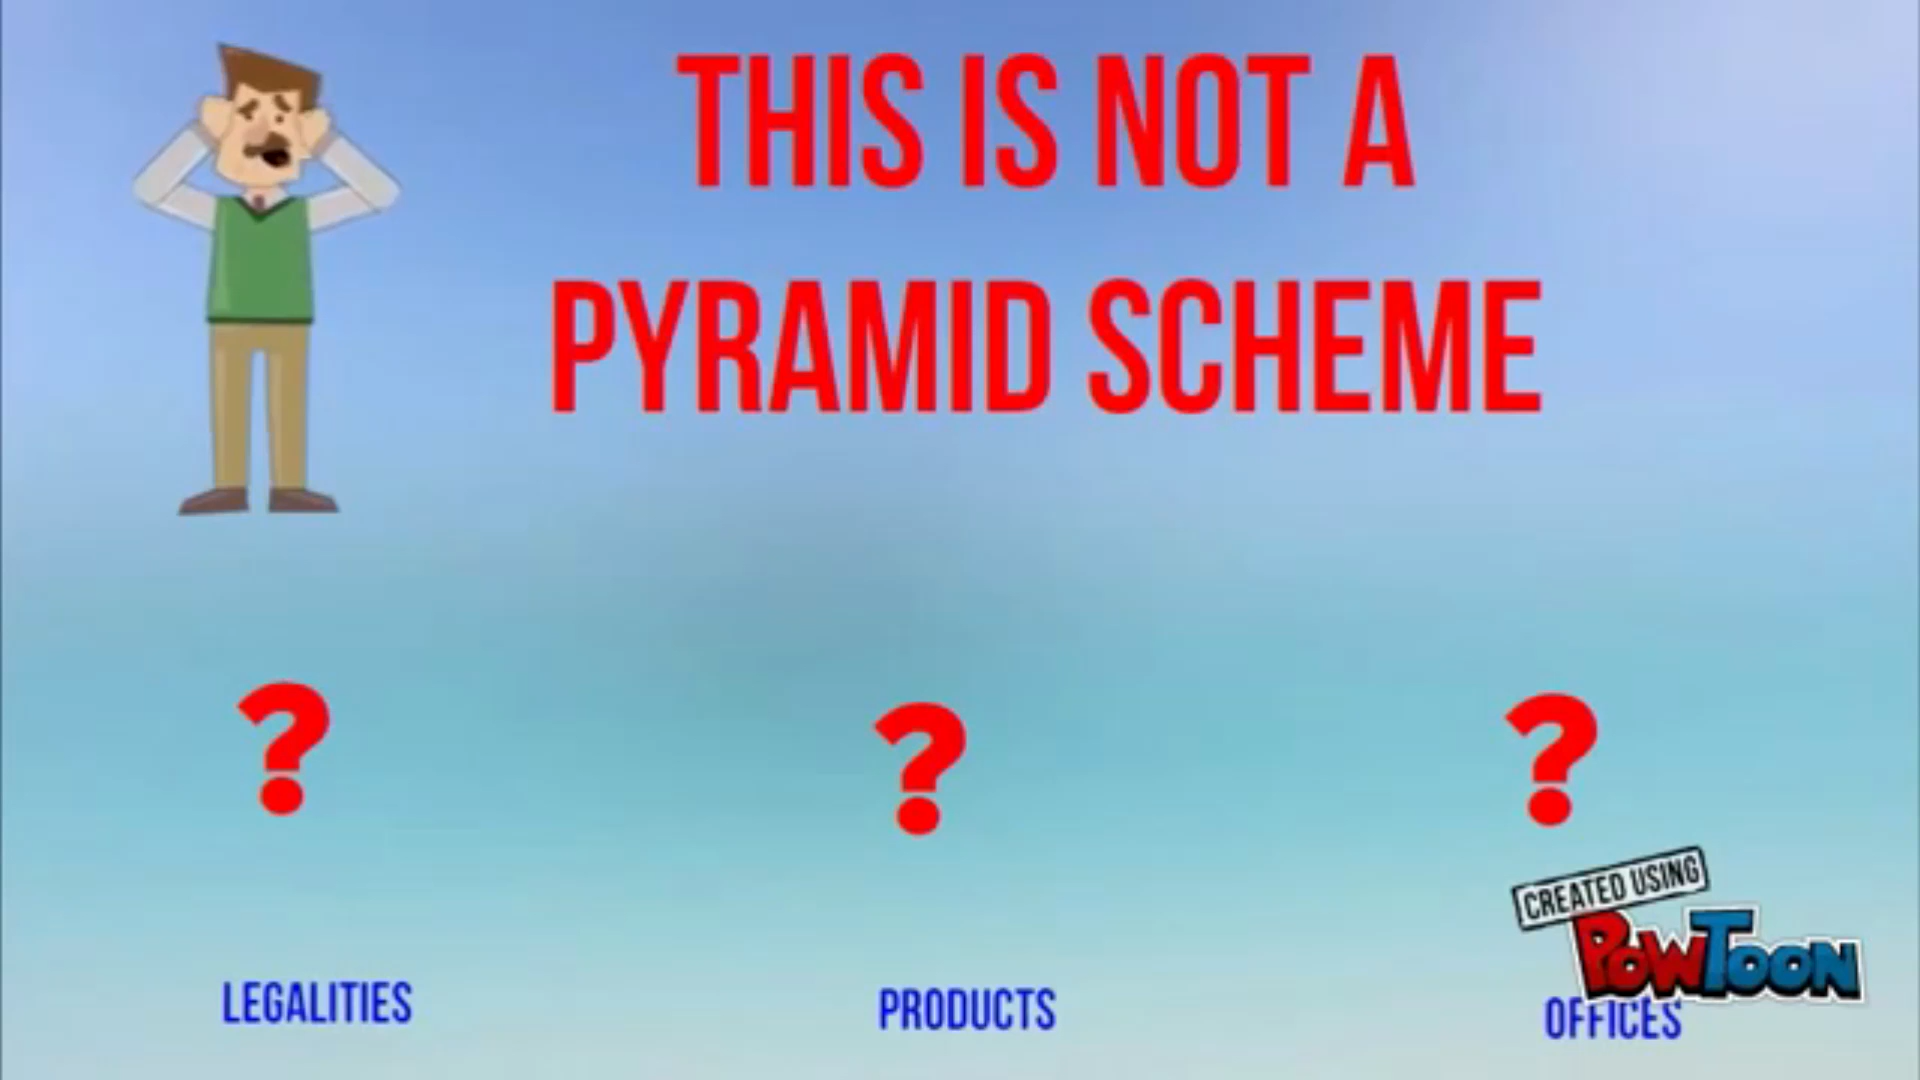 THIS IS NOT A
PYRAMID SCHEME
?
?
?
CREATED USING
POWTOON
LEGALITIES
PRODUCTS
OFFICES